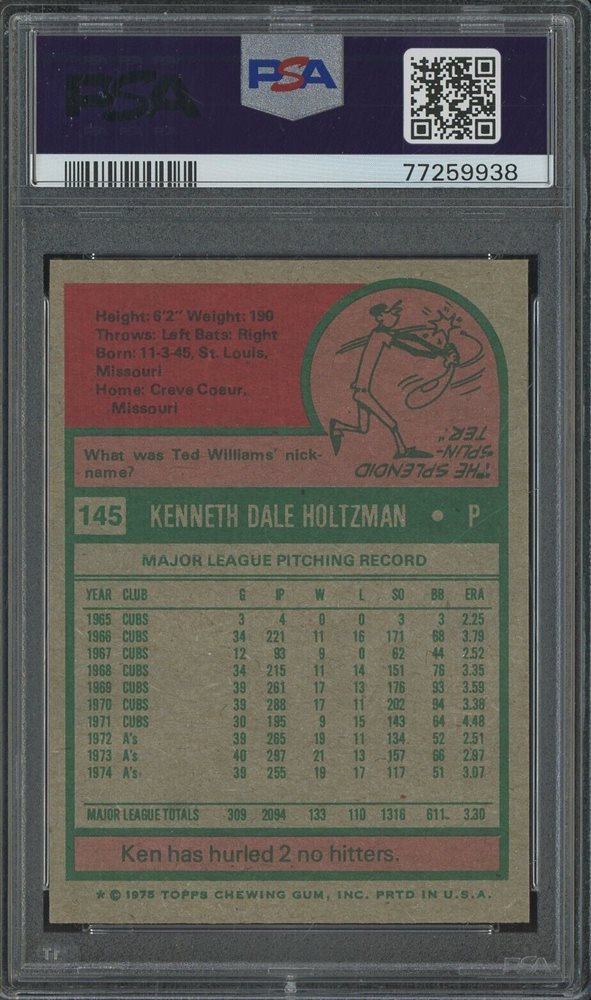 PSA
PSA
77259938
Height: 6'2" Weight: 190
Throws: Left Bats: Right
Born: 11-3-45, St. Louis,
Missouri
Home: Creve Coeur,
Missouri
"THE SPLENDID
SPLIN-
TER."
What was Ted Williams' nick-
name?
145 KENNETH DALE HOLTZMAN • P
MAJOR LEAGUE PITCHING RECORD
YEAR CLUB G IP W L SO BB ERA
1965 CUBS 3 4 0 0 3 3 2.25
1966 CUBS 34 221 11 16 171 68 3.79
1967 CUBS 12 93 9 0 62 44 2.52
1968 CUBS 34 215 11 14 151 76 3.35
1969 CUBS 39 261 17 13 176 93 3.59
1970 CUBS 39 288 17 11 202 94 3.38
1971 CUBS 30 195 9 15 143 64 4.48
1972 A's 39 265 19 11 134 52 2.51
1973 A's 40 297 21 13 157 66 2.97
1974 A's 39 255 19 17 117 51 3.07
MAJOR LEAGUE TOTALS 309 2094 133 110 1316 611 3.30
Ken has hurled 2 no hitters.
* © 1975 TOPPS CHEWING GUM, INC. PRTD IN U.S.A.
TF
PSA